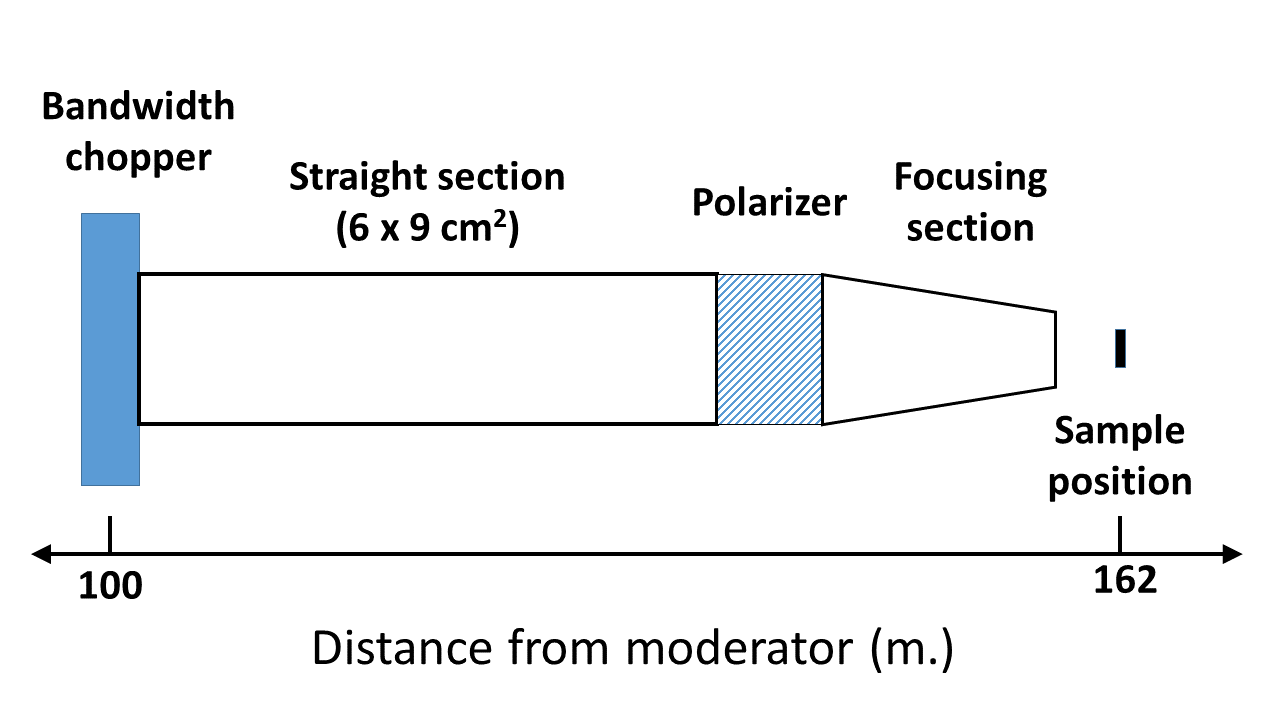 Bandwidth
chopper
Straight section
(6 x 9 cm²)
Polarizer
Focusing
section
Sample
position
100
162
Distance from moderator (m.)